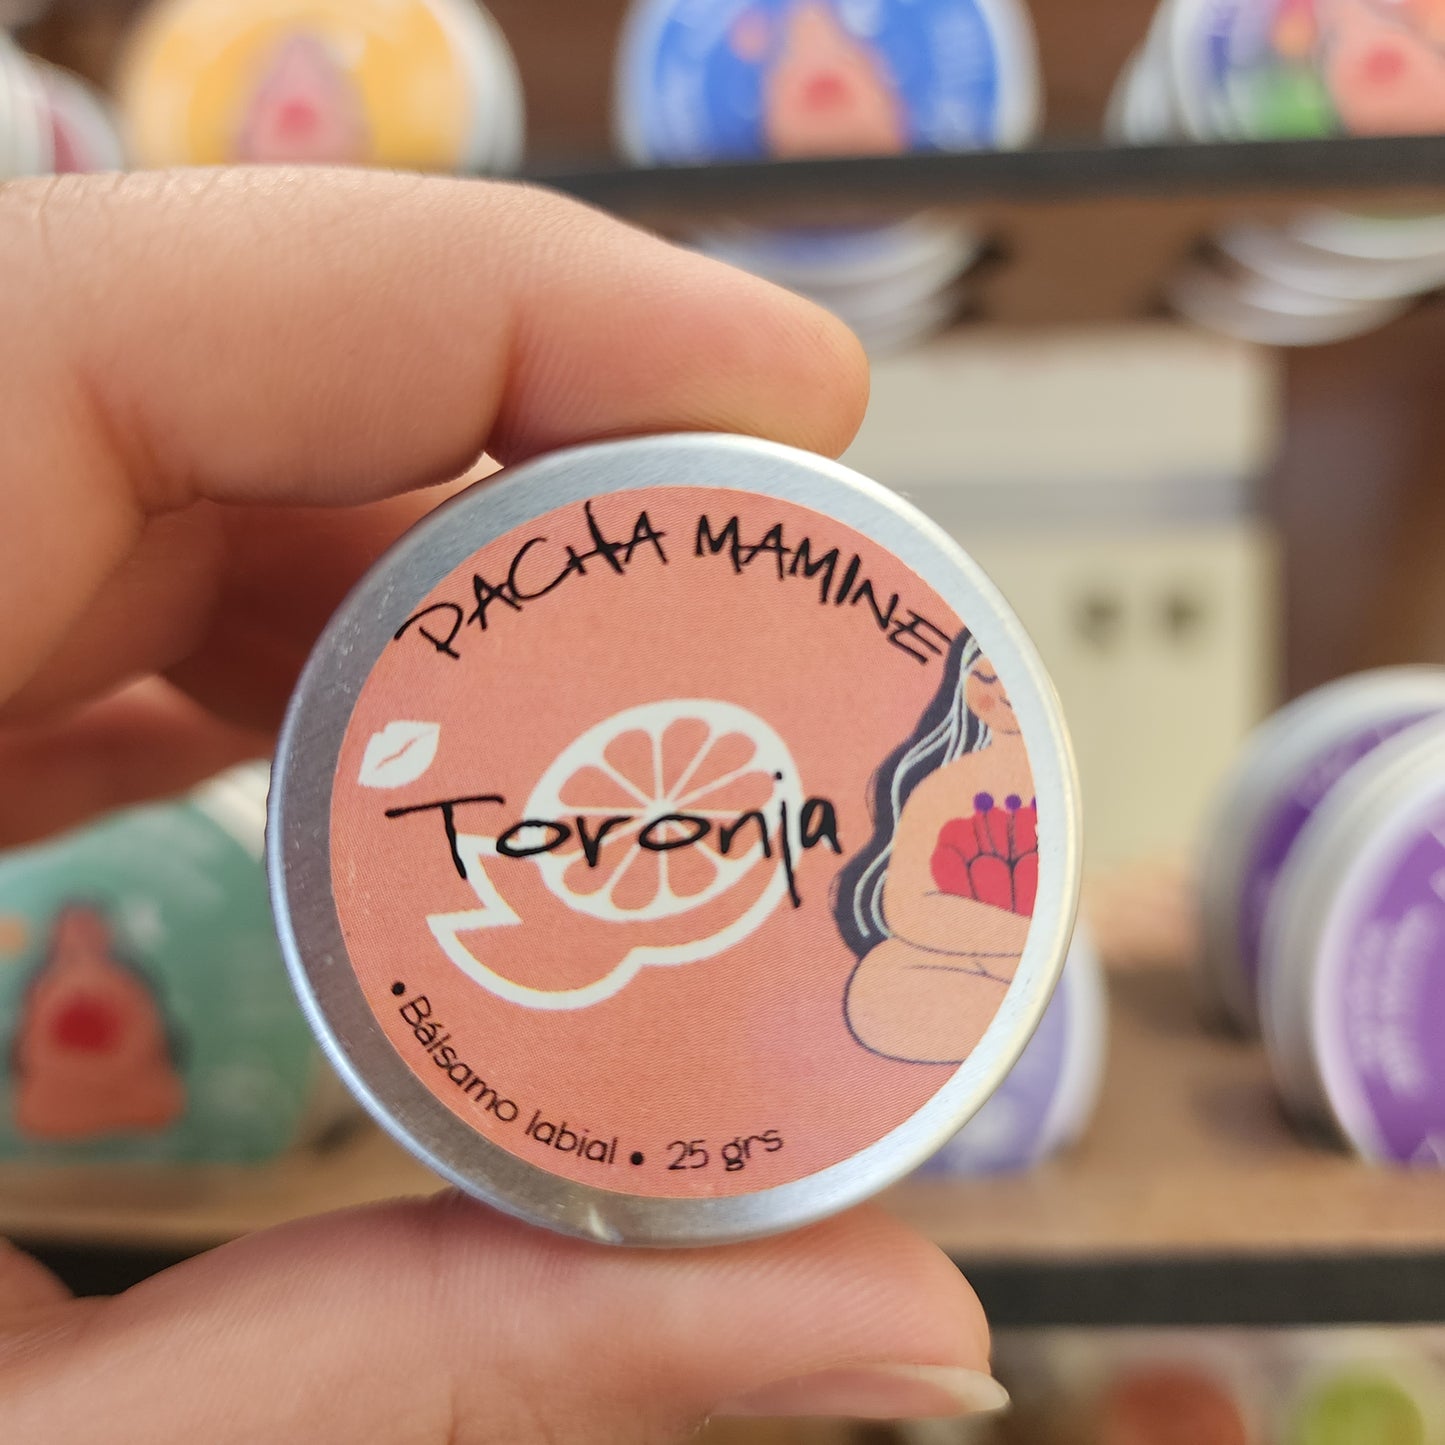 PACHA MAMINE
Toronja
•Bálsamo labial • 25 grs